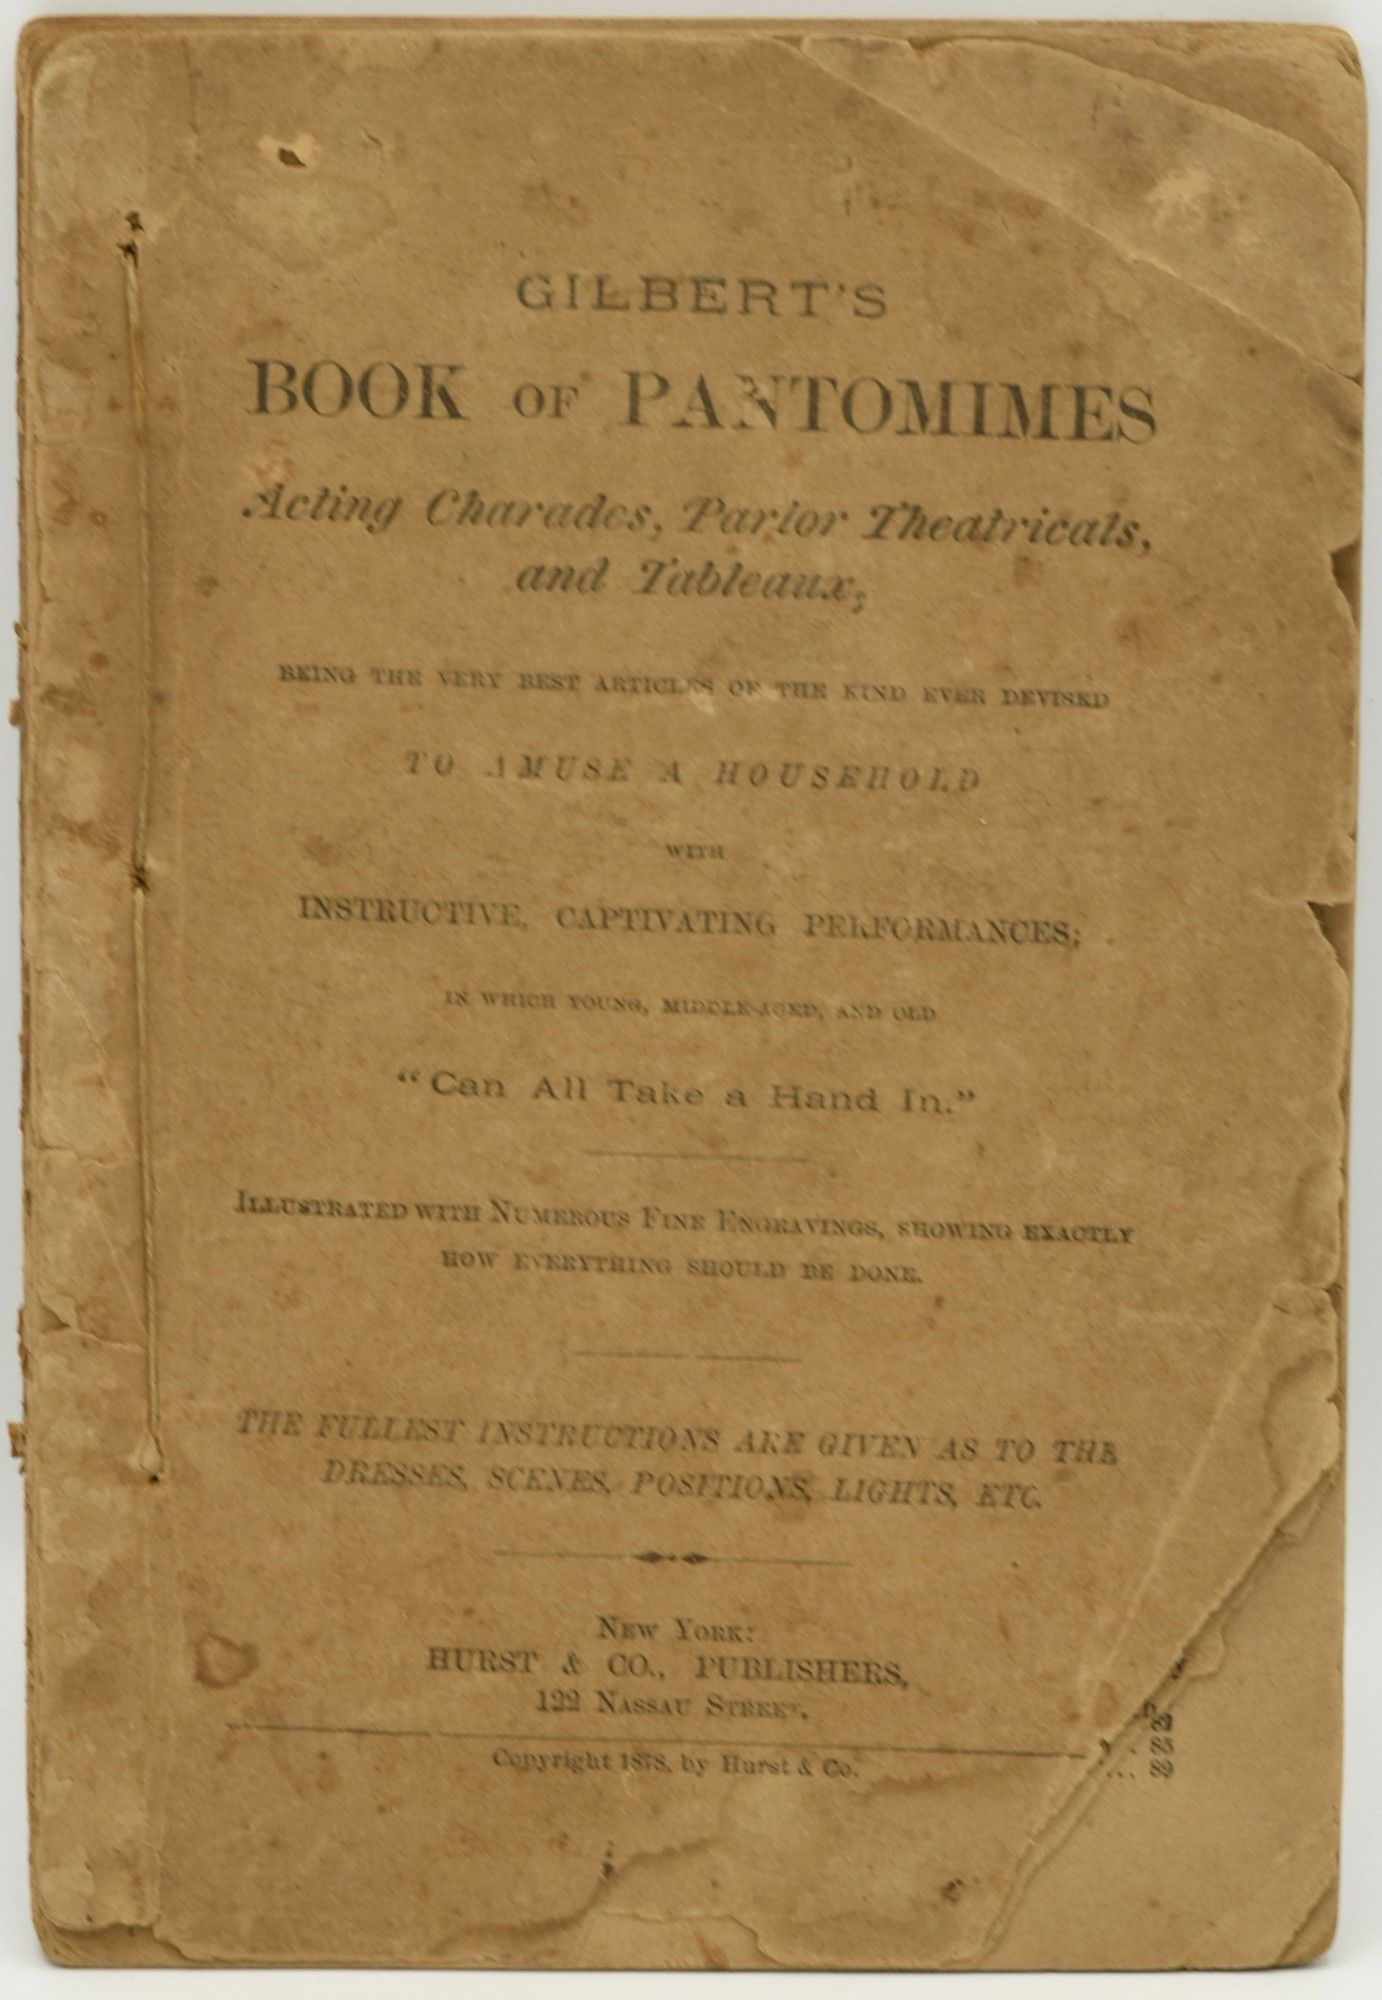 GILBERT'S
BOOK OF PANTOMIMES
Acting Charades, Parlor Theatricals,
and Tableaux;
BEING THE VERY BEST ARTICLES OF THE KIND EVER DEVISED
TO AMUSE A HOUSEHOLD
WITH
INSTRUCTIVE, CAPTIVATING PERFORMANCES;
IN WHICH YOUNG, MIDDLE-AGED, AND OLD
"Can All Take a Hand In."
ILLUSTRATED WITH NUMEROUS FINE ENGRAVINGS, SHOWING EXACTLY
HOW EVERYTHING SHOULD BE DONE.
THE FULLEST INSTRUCTIONS ARE GIVEN AS TO THE
DRESSES, SCENES, POSITIONS, LIGHTS, ETC.
NEW YORK:
HURST & CO., PUBLISHERS,
122 NASSAU STREET.
Copyright 1878, by Hurst & Co.
85
... 89